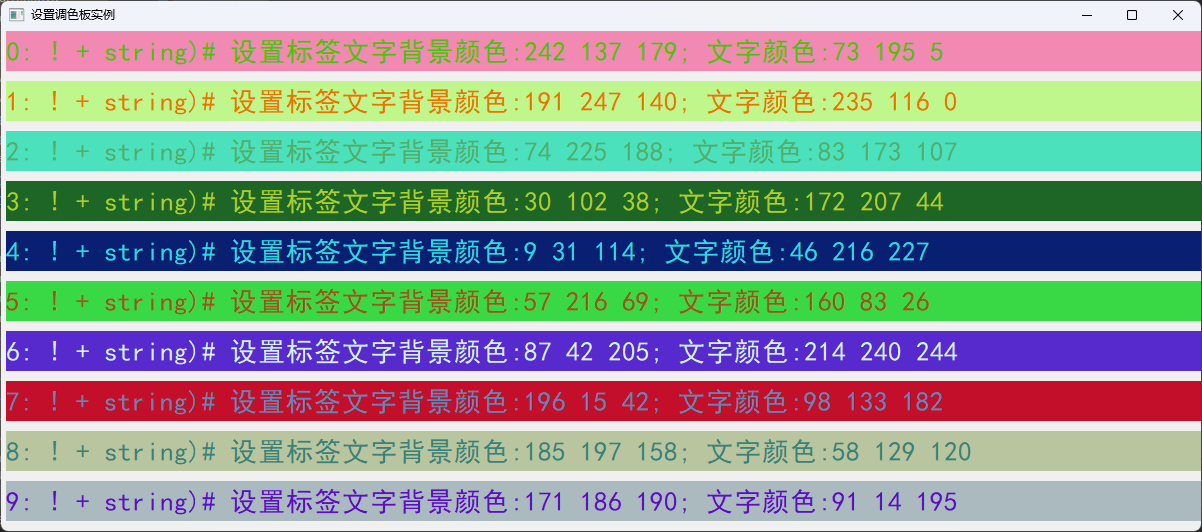 设置调色板实例
0: ! + string)# 设置标签文字背景颜色:242 137 179; 文字颜色:73 195 5
1: ! + string)# 设置标签文字背景颜色:191 247 140; 文字颜色:235 116 0
2: ! + string)# 设置标签文字背景颜色:74 225 188; 文字颜色:83 173 107
3: ! + string)# 设置标签文字背景颜色:30 102 38; 文字颜色:172 207 44
4: ! + string)# 设置标签文字背景颜色:9 31 114; 文字颜色:46 216 227
5: ! + string)# 设置标签文字背景颜色:57 216 69; 文字颜色:160 83 26
6: ! + string)# 设置标签文字背景颜色:87 42 205; 文字颜色:214 240 244
7: ! + string)# 设置标签文字背景颜色:196 15 42; 文字颜色:98 133 182
8: ! + string)# 设置标签文字背景颜色:185 197 158; 文字颜色:58 129 120
9: ! + string)# 设置标签文字背景颜色:171 186 190; 文字颜色:91 14 195